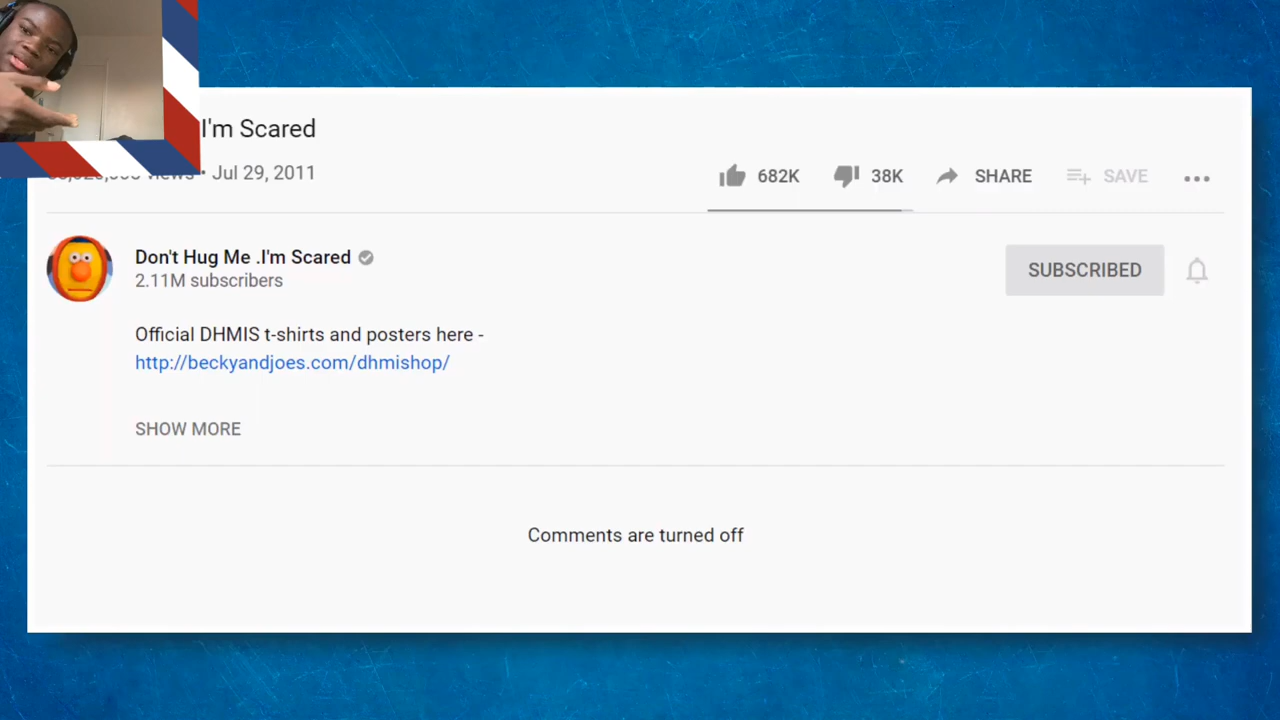 I'm Scared
views • Jul 29, 2011
682K
38K
SHARE
SAVE
Don't Hug Me .I'm Scared
2.11M subscribers
SUBSCRIBED
Official DHMIS t-shirts and posters here -
http://beckyandjoes.com/dhmishop/
SHOW MORE
Comments are turned off